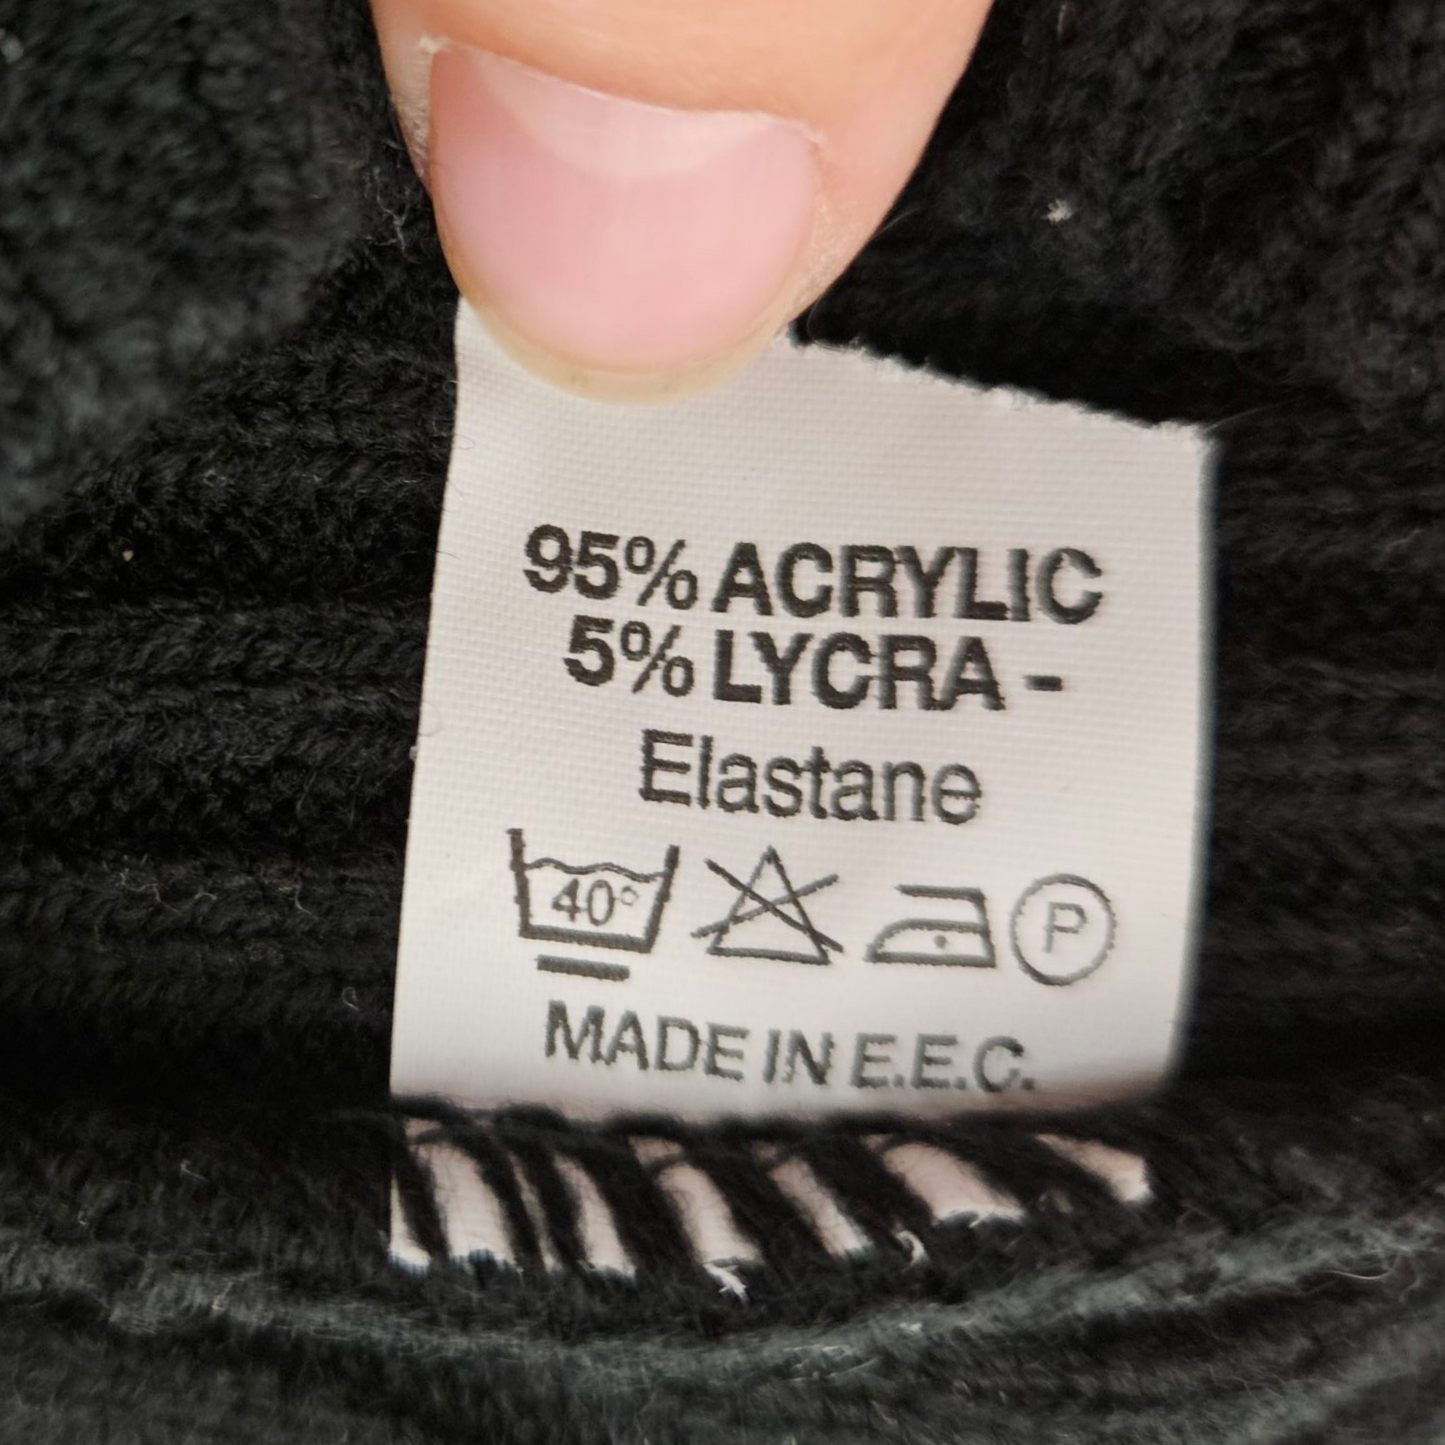 95% ACRYLIC
5% LYCRA -
Elastane
40° P
MADE IN E.E.C.